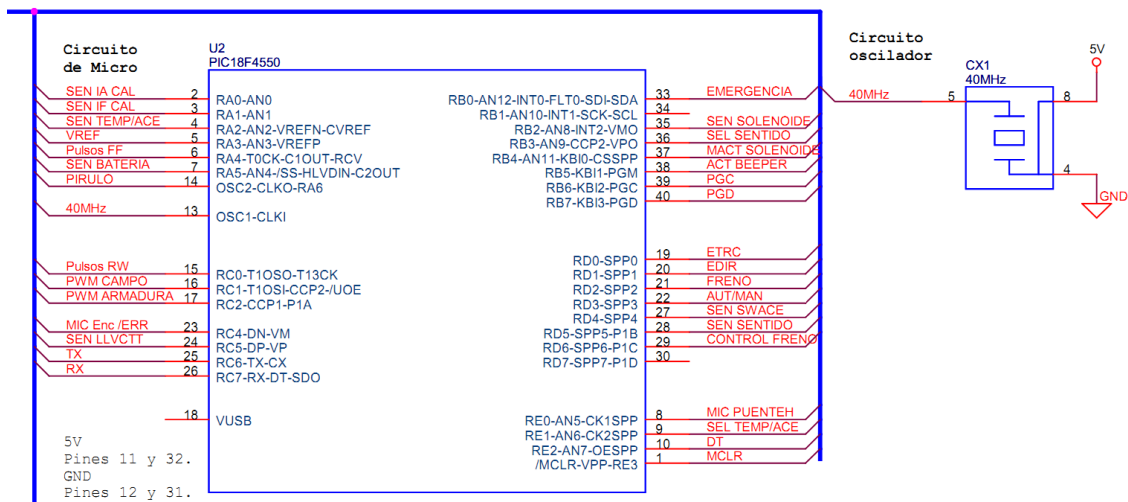 Circuito
de Micro
U2
PIC18F4550
SEN IA CAL 2 RA0-AN0
SEN IF CAL 3 RA1-AN1
SEN TEMP/ACE 4 RA2-AN2-VREFN-CVREF
VREF 5 RA3-AN3-VREFP
Pulsos FF 6 RA4-T0CK-C1OUT-RCV
SEN BATERIA 7 RA5-AN4-/SS-HLVDIN-C2OUT
PIRULO 14 OSC2-CLKO-RA6
40MHz 13 OSC1-CLKI
Pulsos RW 15 RC0-T1OSO-T13CK
PWM CAMPO 16 RC1-T1OSI-CCP2-/UOE
PWM ARMADURA 17 RC2-CCP1-P1A
MIC Enc /ERR 23 RC4-DN-VM
SEN LLVCTT 24 RC5-DP-VP
TX 25 RC6-TX-CX
RX 26 RC7-RX-DT-SDO
18 VUSB
5V
Pines 11 y 32.
GND
Pines 12 y 31.
RB0-AN12-INT0-FLT0-SDI-SDA 33 EMERGENCIA
RB1-AN10-INT1-SCK-SCL 34
RB2-AN8-INT2-VMO 35 SEN SOLENOIDE
RB3-AN9-CCP2-VPO 36 SEL SENTIDO
RB4-AN11-KBI0-CSSPP 37 MACT SOLENOIDE
RB5-KBI1-PGM 38 ACT BEEPER
RB6-KBI2-PGC 39 PGC
RB7-KBI3-PGD 40 PGD
RD0-SPP0 19 ETRC
RD1-SPP1 20 EDIR
RD2-SPP2 21 FRENO
RD3-SPP3 22 AUT/MAN
RD4-SPP4 27 SEN SWACE
RD5-SPP5-P1B 28 SEN SENTIDO
RD6-SPP6-P1C 29 CONTROL FRENO
RD7-SPP7-P1D 30
RE0-AN5-CK1SPP 8 MIC PUENTEH
RE1-AN6-CK2SPP 9 SEL TEMP/ACE
RE2-AN7-OESPP 10 DT
/MCLR-VPP-RE3 1 MCLR
Circuito
oscilador
CX1
40MHz
40MHz 5
8
5V
4
GND